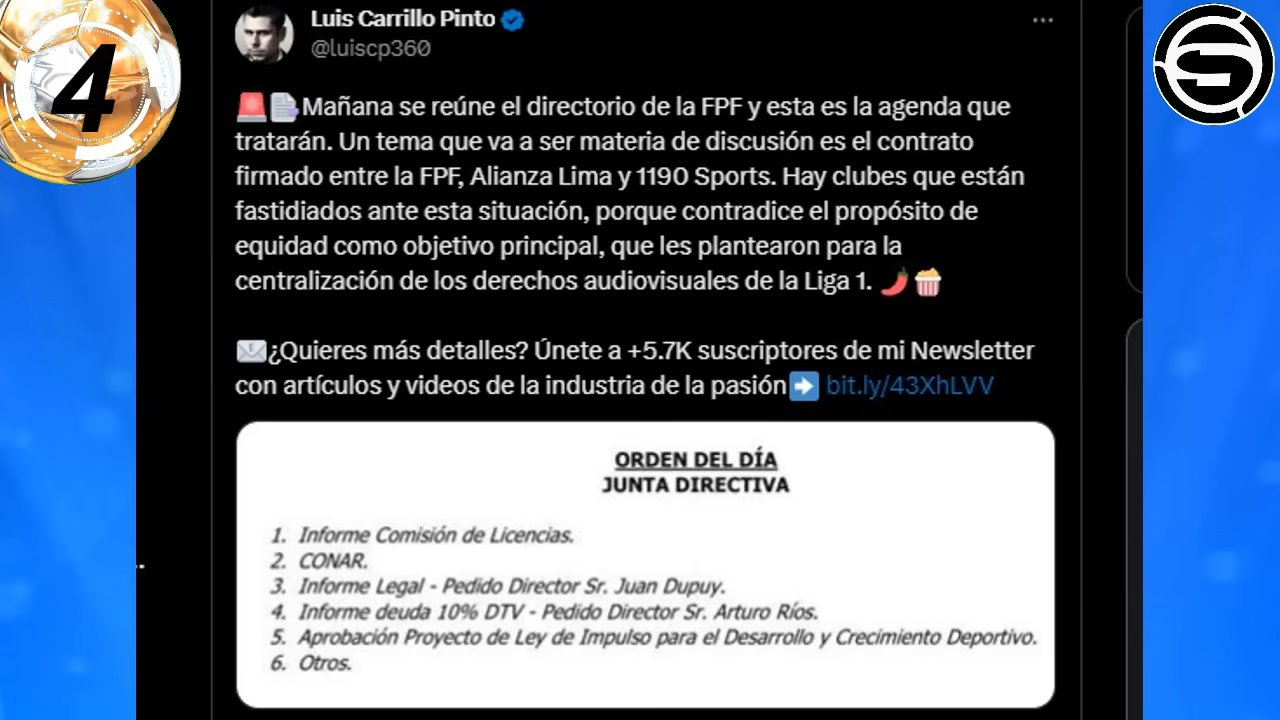 4
Luis Carrillo Pinto
@luiscp360
S
🚨📄Mañana se reúne el directorio de la FPF y esta es la agenda que
tratarán. Un tema que va a ser materia de discusión es el contrato
firmado entre la FPF, Alianza Lima y 1190 Sports. Hay clubes que están
fastidiados ante esta situación, porque contradice el propósito de
equidad como objetivo principal, que les plantearon para la
centralización de los derechos audiovisuales de la Liga 1. 🌶️🍿
📧¿Quieres más detalles? Únete a +5.7K suscriptores de mi Newsletter
con artículos y videos de la industria de la pasión➡️ bit.ly/43XhLVV
ORDEN DEL DÍA
JUNTA DIRECTIVA
1. Informe Comisión de Licencias.
2. CONAR.
3. Informe Legal - Pedido Director Sr. Juan Dupuy.
4. Informe deuda 10% DTV - Pedido Director Sr. Arturo Ríos.
5. Aprobación Proyecto de Ley de Impulso para el Desarrollo y Crecimiento Deportivo.
6. Otros.